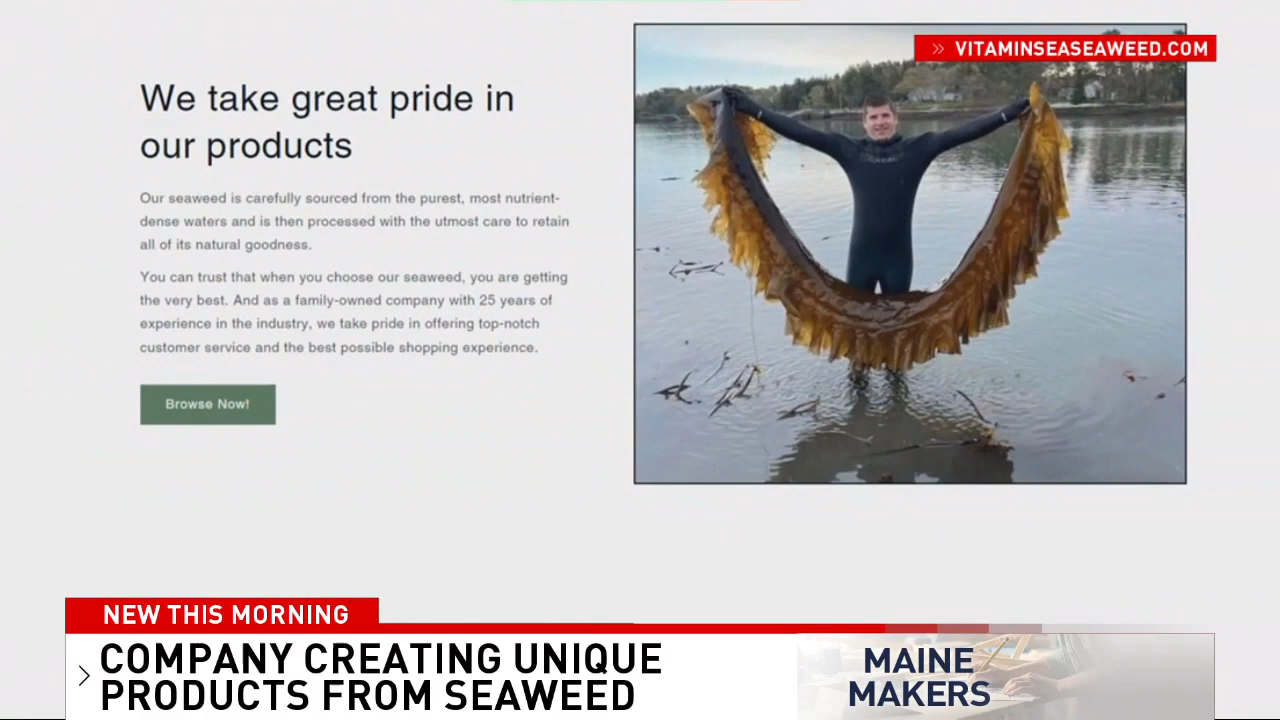 VITAMINSEASEAWEED.COM
We take great pride in
our products
Our seaweed is carefully sourced from the purest, most nutrient-
dense waters and is then processed with the utmost care to retain
all of its natural goodness.
You can trust that when you choose our seaweed, you are getting
the very best. And as a family-owned company with 25 years of
experience in the industry, we take pride in offering top-notch
customer service and the best possible shopping experience.
Browse Now!
NEW THIS MORNING
COMPANY CREATING UNIQUE
PRODUCTS FROM SEAWEED
MAINE
MAKERS